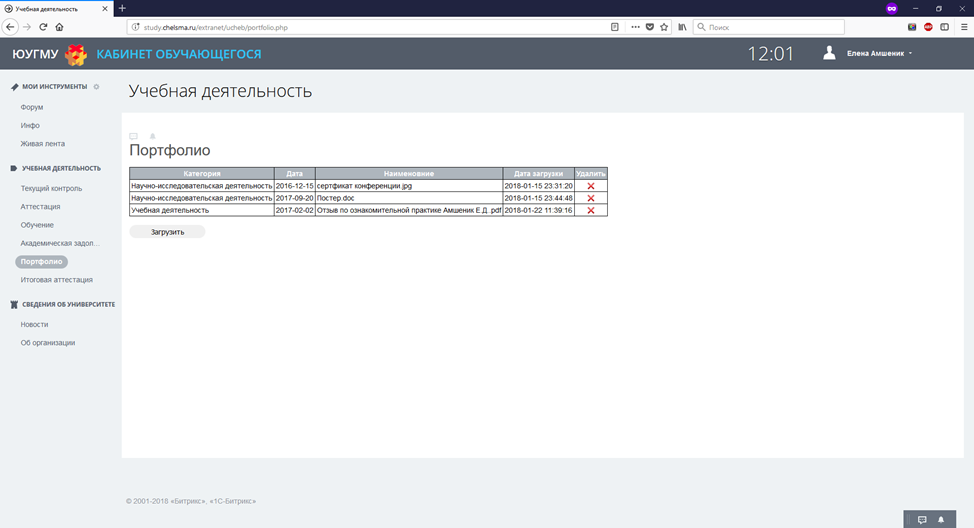 Учебная деятельность
study.chelsma.ru/extranet/ucheb/portfolio.php
Поиск
ЮУГМУ КАБИНЕТ ОБУЧАЮЩЕГОСЯ 12:01 Елена Амшеник
МОИ ИНСТРУМЕНТЫ
Форум
Инфо
Живая лента
УЧЕБНАЯ ДЕЯТЕЛЬНОСТЬ
Текущий контроль
Аттестация
Обучение
Академическая задол...
Портфолио
Итоговая аттестация
СВЕДЕНИЯ ОБ УНИВЕРСИТЕТЕ
Новости
Об организации
Учебная деятельность
Портфолио
Категория Дата Наименовние Дата загрузки Удалить
Научно-исследовательская деятельность 2016-12-15 сертфикат конференции.jpg 2018-01-15 23:31:20
Научно-исследовательская деятельность 2017-09-20 Постер.doc 2018-01-15 23:44:48
Учебная деятельность 2017-02-02 Отзыв по ознакомительной практике Амшеник Е.Д..pdf 2018-01-22 11:39:16
Загрузить
© 2001-2018 «Битрикс», «1С-Битрикс»